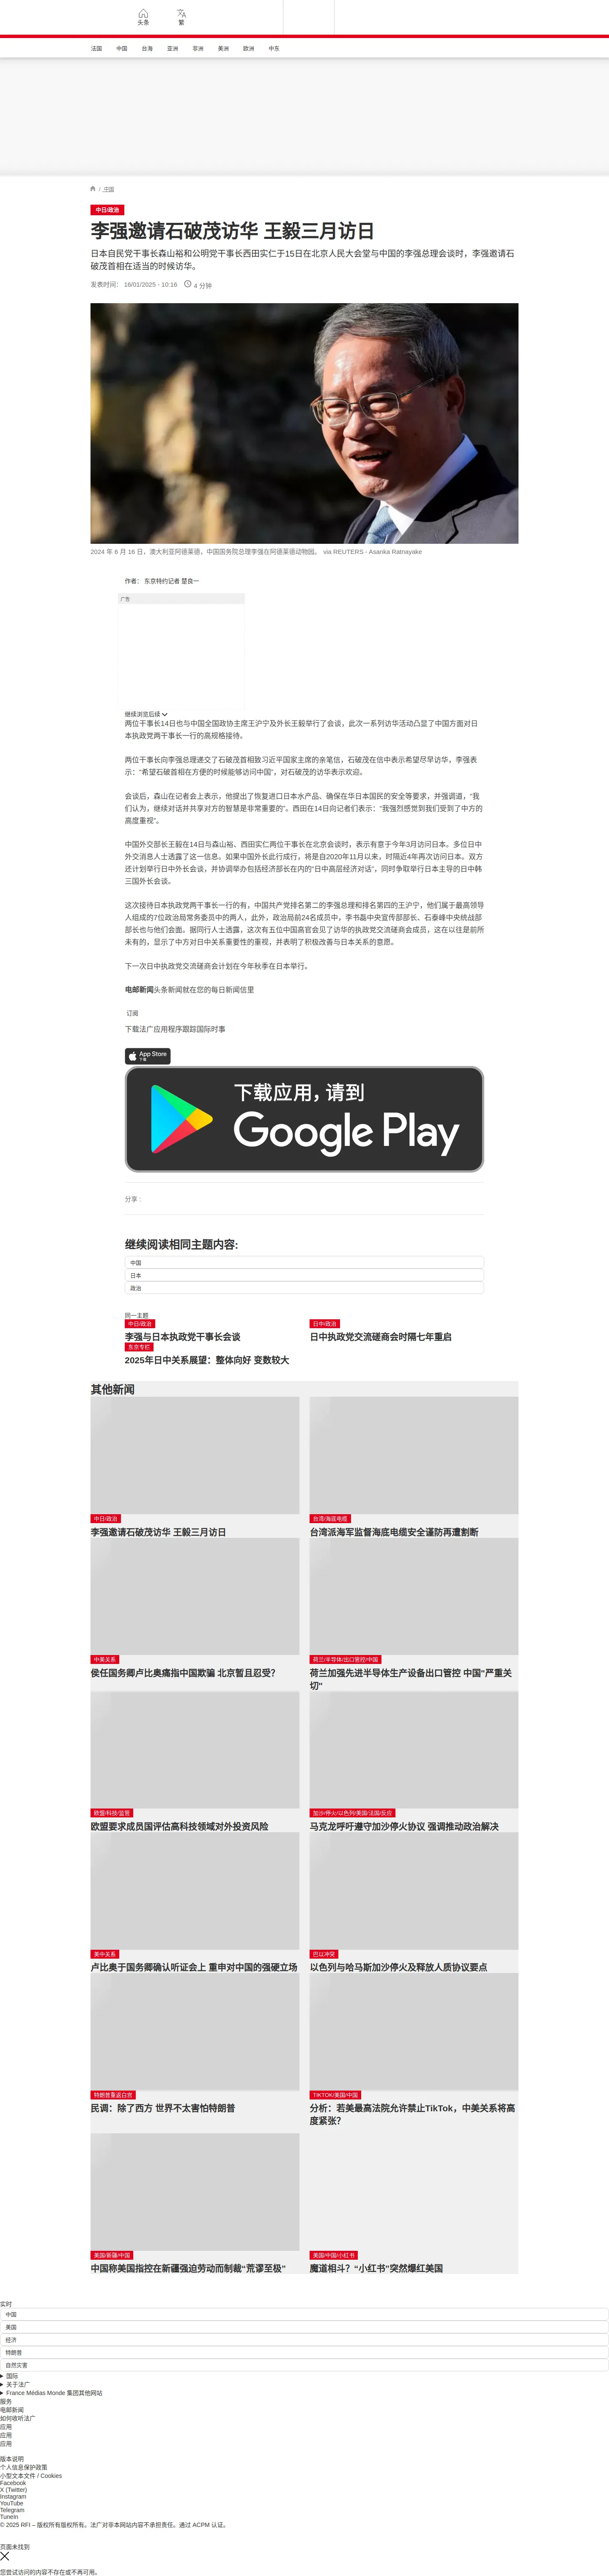 头条
繁
法国 中国 台海 亚洲 非洲 美洲 欧洲 中东
/ 中国
中日/政治
李强邀请石破茂访华 王毅三月访日
日本自民党干事长森山裕和公明党干事长西田实仁于15日在北京人民大会堂与中国的李强总理会谈时，李强邀请石
破茂首相在适当的时候访华。
发表时间： 16/01/2025 - 10:16 4 分钟
2024 年 6 月 16 日，澳大利亚阿德莱德，中国国务院总理李强在阿德莱德动物园。 via REUTERS - Asanka Ratnayake
作者： 东京特约记者 楚良一
广告
继续浏览后续
两位干事长14日也与中国全国政协主席王沪宁及外长王毅举行了会谈，此次一系列访华活动凸显了中国方面对日
本执政党两干事长一行的高规格接待。
两位干事长向李强总理递交了石破茂首相致习近平国家主席的亲笔信，石破茂在信中表示希望尽早访华，李强表
示：“希望石破首相在方便的时候能够访问中国”，对石破茂的访华表示欢迎。
会谈后，森山在记者会上表示，他提出了恢复进口日本水产品、确保在华日本国民的安全等要求，并强调道，“我
们认为，继续对话并共享对方的智慧是非常重要的”。西田在14日向记者们表示：“我强烈感觉到我们受到了中方的
高度重视”。
中国外交部长王毅在14日与森山裕、西田实仁两位干事长在北京会谈时，表示有意于今年3月访问日本。多位日中
外交消息人士透露了这一信息。如果中国外长此行成行，将是自2020年11月以来，时隔近4年再次访问日本。双方
还计划举行日中外长会谈，并协调举办包括经济部长在内的“日中高层经济对话”，同时争取举行日本主导的日中韩
三国外长会谈。
这次接待日本执政党两干事长一行的有，中国共产党排名第二的李强总理和排名第四的王沪宁，他们属于最高领导
人组成的7位政治局常务委员中的两人，此外，政治局前24名成员中，李书磊中央宣传部部长、石泰峰中央统战部
部长也与他们会面。据同行人士透露，这次有五位中国高官会见了访华的执政党交流磋商会成员，这在以往是前所
未有的，显示了中方对日中关系重要性的重视，并表明了积极改善与日本关系的意愿。
下一次日中执政党交流磋商会计划在今年秋季在日本举行。
电邮新闻头条新闻就在您的每日新闻信里
订阅
下载法广应用程序跟踪国际时事
App Store
下载
下载应用，请到
Google Play
分享 :
继续阅读相同主题内容:
中国
日本
政治
同一主题
中日/政治
李强与日本执政党干事长会谈
日中/政治
日中执政党交流磋商会时隔七年重启
东京专栏
2025年日中关系展望：整体向好 变数较大
其他新闻
中日/政治
李强邀请石破茂访华 王毅三月访日
台湾/海底电缆
台湾派海军监督海底电缆安全谨防再遭割断
中美关系
侯任国务卿卢比奥痛指中国欺骗 北京暂且忍受？
荷兰/半导体/出口管控/中国
荷兰加强先进半导体生产设备出口管控 中国"严重关
切"
欧盟/科技/监管
欧盟要求成员国评估高科技领域对外投资风险
加沙/停火/以色列/美国/法国/反应
马克龙呼吁遵守加沙停火协议 强调推动政治解决
美中关系
卢比奥于国务卿确认听证会上 重申对中国的强硬立场
巴以冲突
以色列与哈马斯加沙停火及释放人质协议要点
特朗普重返白宫
民调：除了西方 世界不太害怕特朗普
TIKTOK/美国/中国
分析：若美最高法院允许禁止TikTok，中美关系将高
度紧张？
美国/新疆/中国
中国称美国指控在新疆强迫劳动而制裁“荒谬至极”
美国/中国/小红书
魔道相斗？“小红书”突然爆红美国
实时
中国
美国
经济
特朗普
自然灾害
国际
关于法广
France Médias Monde 集团其他网站
服务
电邮新闻
如何收听法广
应用
应用
应用
版本说明
个人信息保护政策
小型文本文件 / Cookies
Facebook
X (Twitter)
Instagram
YouTube
Telegram
TuneIn
© 2025 RFI – 版权所有版权所有。法广对非本网站内容不承担责任。通过 ACPM 认证。
页面未找到
您尝试访问的内容不存在或不再可用。